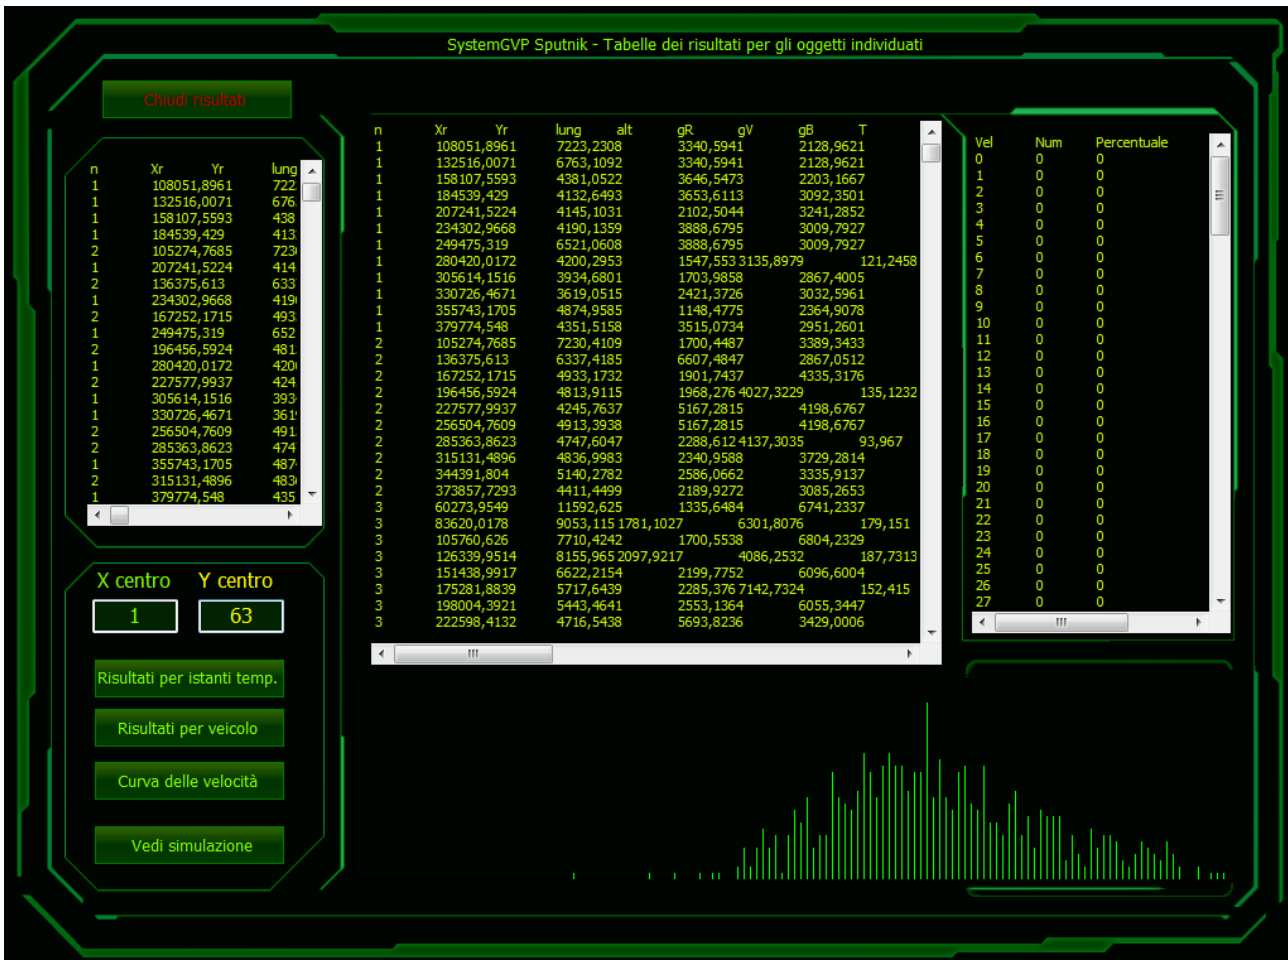 SystemGVP Sputnik - Tabelle dei risultati per gli oggetti individuati
Chiudi risultati
n Xr Yr lung
1 108051,8961 722
1 132516,0071 676
1 158107,5593 438
1 184539,429 413
2 105274,7685 723
1 207241,5224 414
2 136375,613 633
1 234302,9668 419
2 167252,1715 493
1 249475,319 652
2 196456,5924 481
1 280420,0172 420
2 227577,9937 424
1 305614,1516 393
1 330726,4671 361
2 256504,7609 491
2 285363,8623 474
1 355743,1705 487
2 315131,4896 483
1 379774,548 435
X centro Y centro
1 63
Risultati per istanti temp.
Risultati per veicolo
Curva delle velocità
Vedi simulazione
n Xr Yr lung alt gR gV gB T
1 108051,8961 7223,2308 3340,5941 2128,9621
1 132516,0071 6763,1092 3340,5941 2128,9621
1 158107,5593 4381,0522 3646,5473 2203,1667
1 184539,429 4132,6493 3653,6113 3092,3501
1 207241,5224 4145,1031 2102,5044 3241,2852
1 234302,9668 4190,1359 3888,6795 3009,7927
1 249475,319 6521,0608 3888,6795 3009,7927
1 280420,0172 4200,2953 1547,553 3135,8979 121,2458
1 305614,1516 3934,6801 1703,9858 2867,4005
1 330726,4671 3619,0515 2421,3726 3032,5961
1 355743,1705 4874,9585 1148,4775 2364,9078
1 379774,548 4351,5158 3515,0734 2951,2601
2 105274,7685 7230,4109 1700,4487 3389,3433
2 136375,613 6337,4185 6607,4847 2867,0512
2 167252,1715 4933,1732 1901,7437 4335,3176
2 196456,5924 4813,9115 1968,276 4027,3229 135,1232
2 227577,9937 4245,7637 5167,2815 4198,6767
2 256504,7609 4913,3938 5167,2815 4198,6767
2 285363,8623 4747,6047 2288,612 4137,3035 93,967
2 315131,4896 4836,9983 2340,9588 3729,2814
2 344391,804 5140,2782 2586,0662 3335,9137
2 373857,7293 4411,4499 2189,9272 3085,2653
3 60273,9549 11592,625 1335,6484 6741,2337
3 83620,0178 9053,115 1781,1027 6301,8076 179,151
3 105760,626 7710,4242 1700,5538 6804,2329
3 126339,9514 8155,965 2097,9217 4086,2532 187,7313
3 151438,9917 6622,2154 2199,7752 6096,6004
3 175281,8839 5717,6439 2285,376 7142,7324 152,415
3 198004,3921 5443,4641 2553,1364 6055,3447
3 222598,4132 4716,5438 5693,8236 3429,0006
Vel Num Percentuale
0 0 0
1 0 0
2 0 0
3 0 0
4 0 0
5 0 0
6 0 0
7 0 0
8 0 0
9 0 0
10 0 0
11 0 0
12 0 0
13 0 0
14 0 0
15 0 0
16 0 0
17 0 0
18 0 0
19 0 0
20 0 0
21 0 0
22 0 0
23 0 0
24 0 0
25 0 0
26 0 0
27 0 0